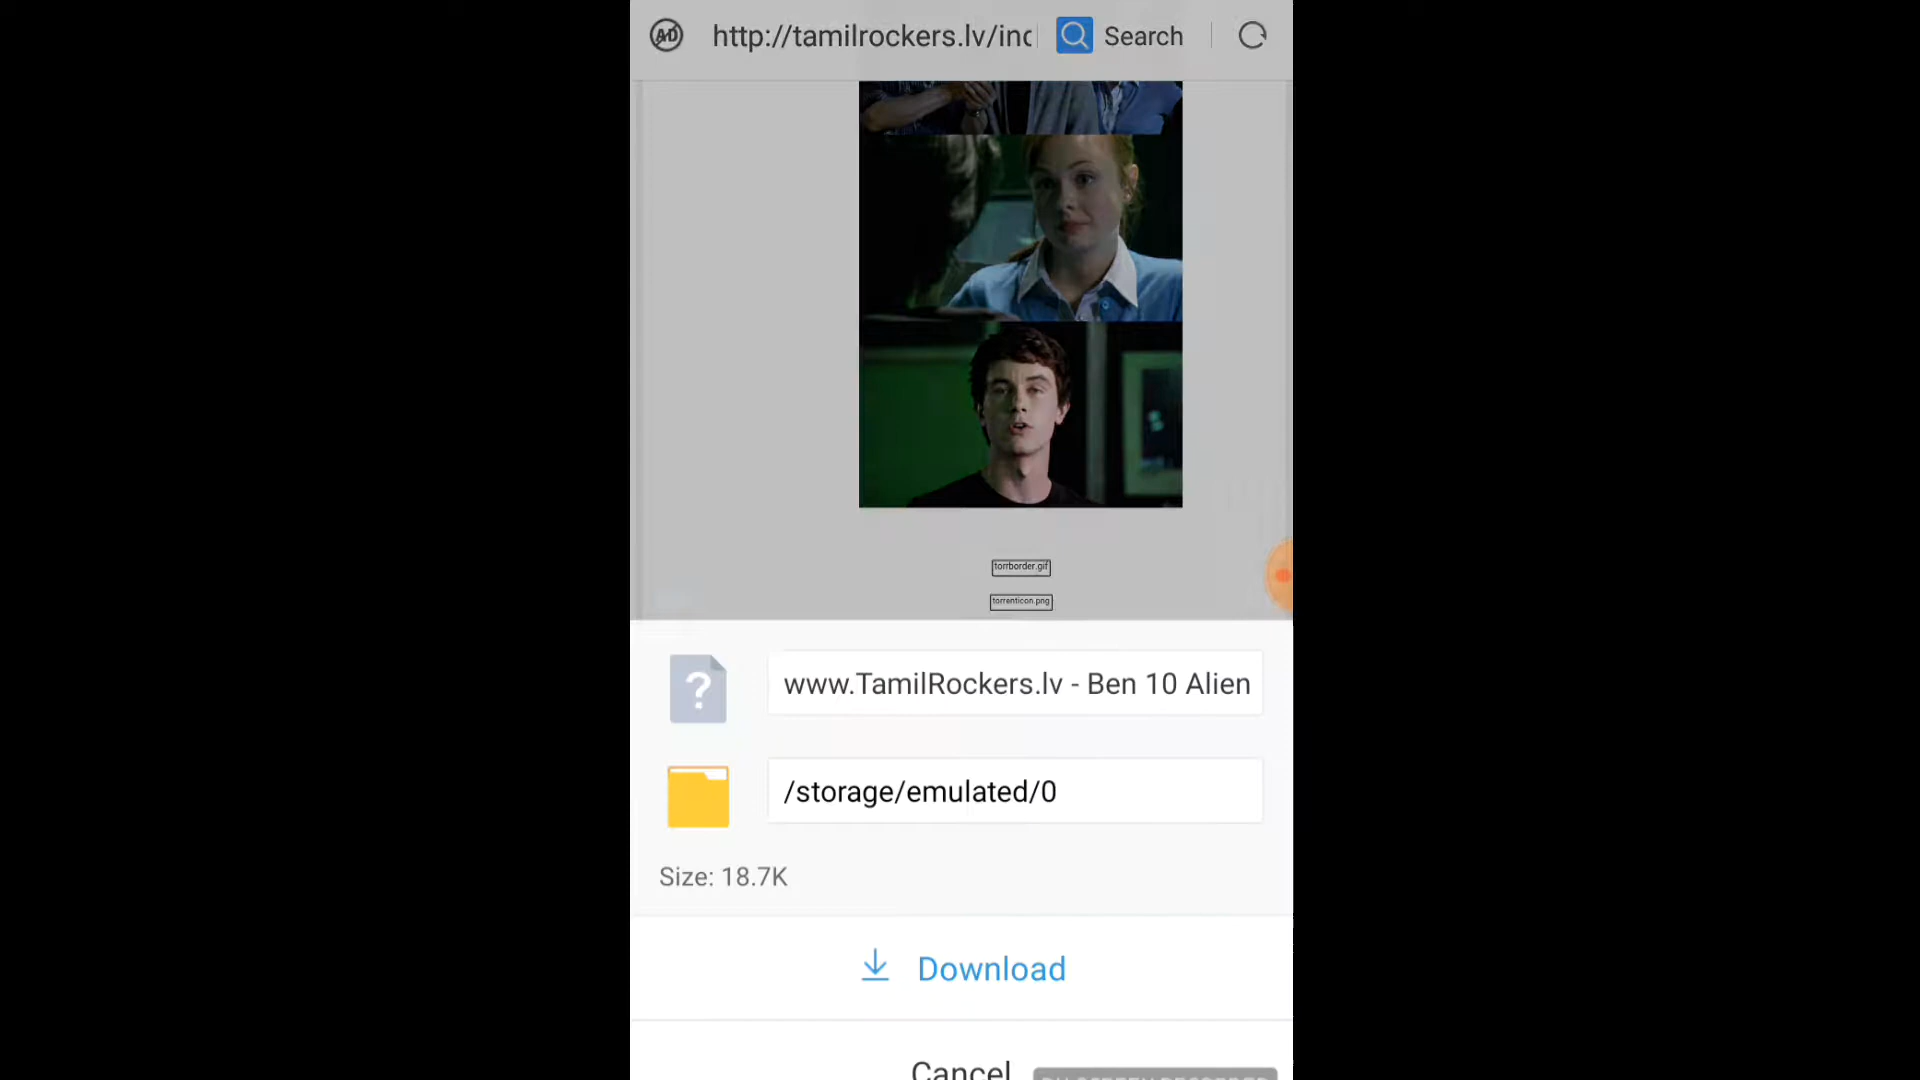 AD
http://tamilrockers.lv/inc
Search
torrborder.gif
torrenticon.png
?
www.TamilRockers.lv - Ben 10 Alien
/storage/emulated/0
Size: 18.7K
Download
Cancel